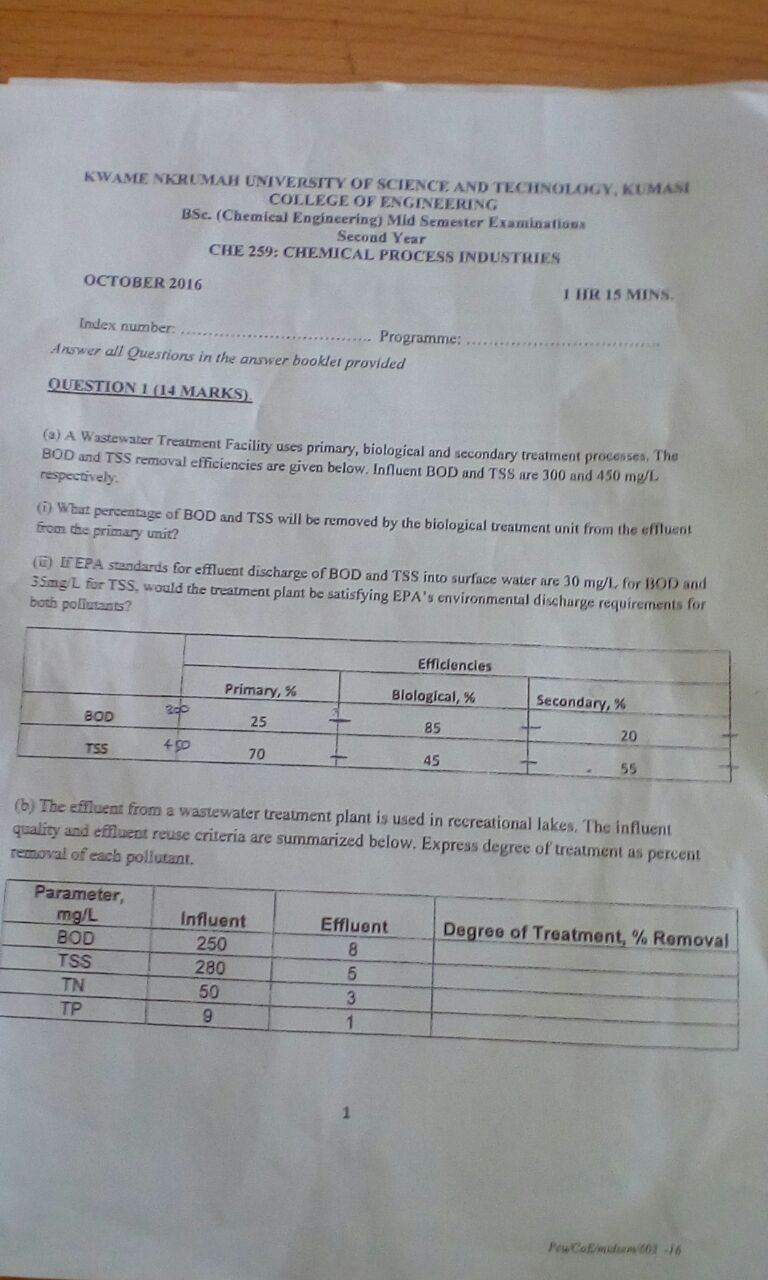 KWAME NKRUMAH UNIVERSITY OF SCIENCE AND TECHNOLOGY, KUMASI
COLLEGE OF ENGINEERING
BSc. (Chemical Engineering) Mid Semester Examinations
Second Year
CHE 259: CHEMICAL PROCESS INDUSTRIES
OCTOBER 2016 1 HR 15 MINS.
Index number: .................................. Programme: ..................................
Answer all Questions in the answer booklet provided
QUESTION 1 (14 MARKS).
(a) A Wastewater Treatment Facility uses primary, biological and secondary treatment processes. The
BOD and TSS removal efficiencies are given below. Influent BOD and TSS are 300 and 450 mg/L
respectively.
(i) What percentage of BOD and TSS will be removed by the biological treatment unit from the effluent
from the primary unit?
(ii) If EPA standards for effluent discharge of BOD and TSS into surface water are 30 mg/L for BOD and
35mg/L for TSS, would the treatment plant be satisfying EPA's environmental discharge requirements for
both pollutants?
Efficiencies
Primary, % Biological, % Secondary, %
BOD 300 25 85 20
TSS 450 70 45 55
(b) The effluent from a wastewater treatment plant is used in recreational lakes. The influent
quality and effluent reuse criteria are summarized below. Express degree of treatment as percent
removal of each pollutant.
Parameter,
mg/L Influent Effluent Degree of Treatment, % Removal
BOD 250 8
TSS 280 5
TN 50 3
TP 9 1
1